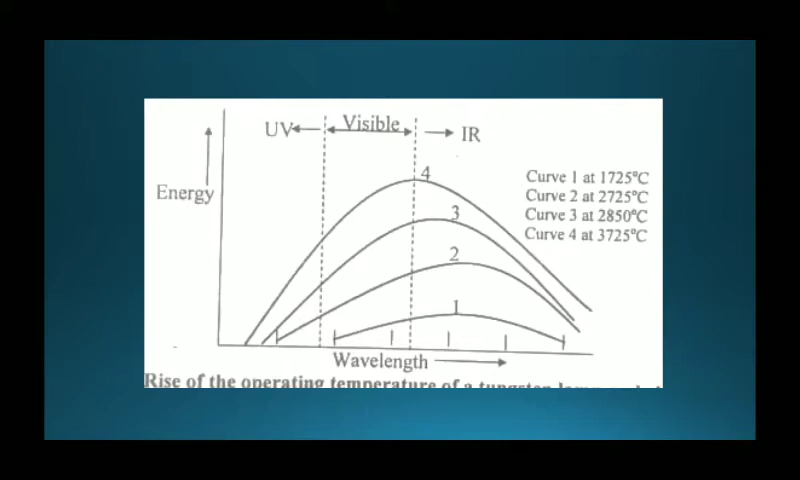 UV
Visible
IR
4
Energy
Curve 1 at 1725°C
Curve 2 at 2725°C
Curve 3 at 2850°C
Curve 4 at 3725°C
3
2
1
Wavelength
Rise of the operating temperature of a tungsten